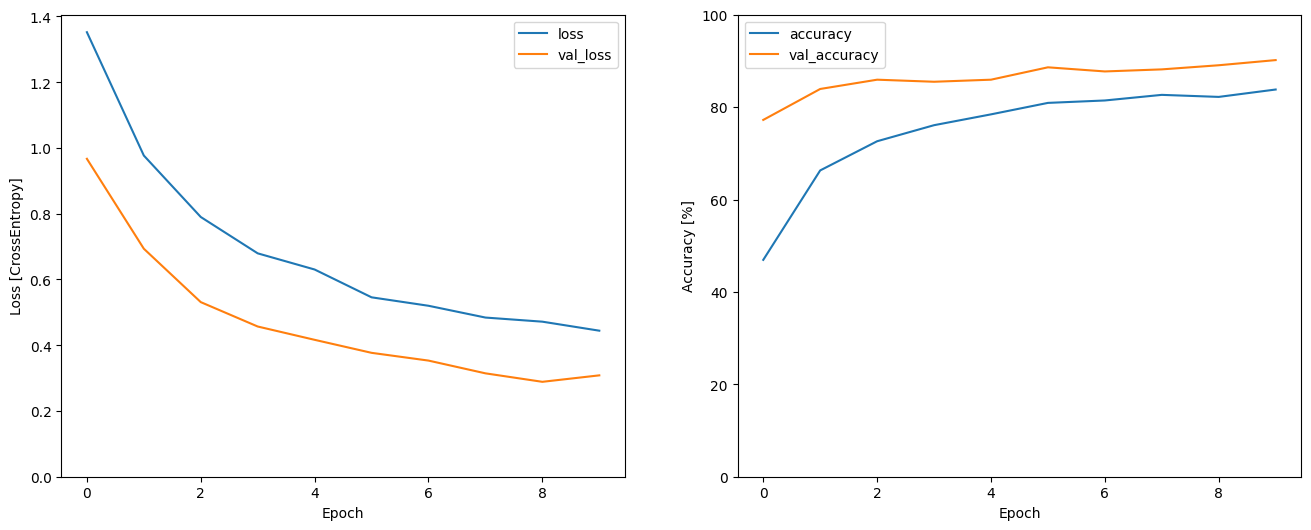 1.4
1.2
1.0
0.8
0.6
0.4
0.2
0.0
Loss [CrossEntropy]
0 2 4 6 8
Epoch
loss
val_loss
100
80
60
40
20
0
Accuracy [%]
0 2 4 6 8
Epoch
accuracy
val_accuracy